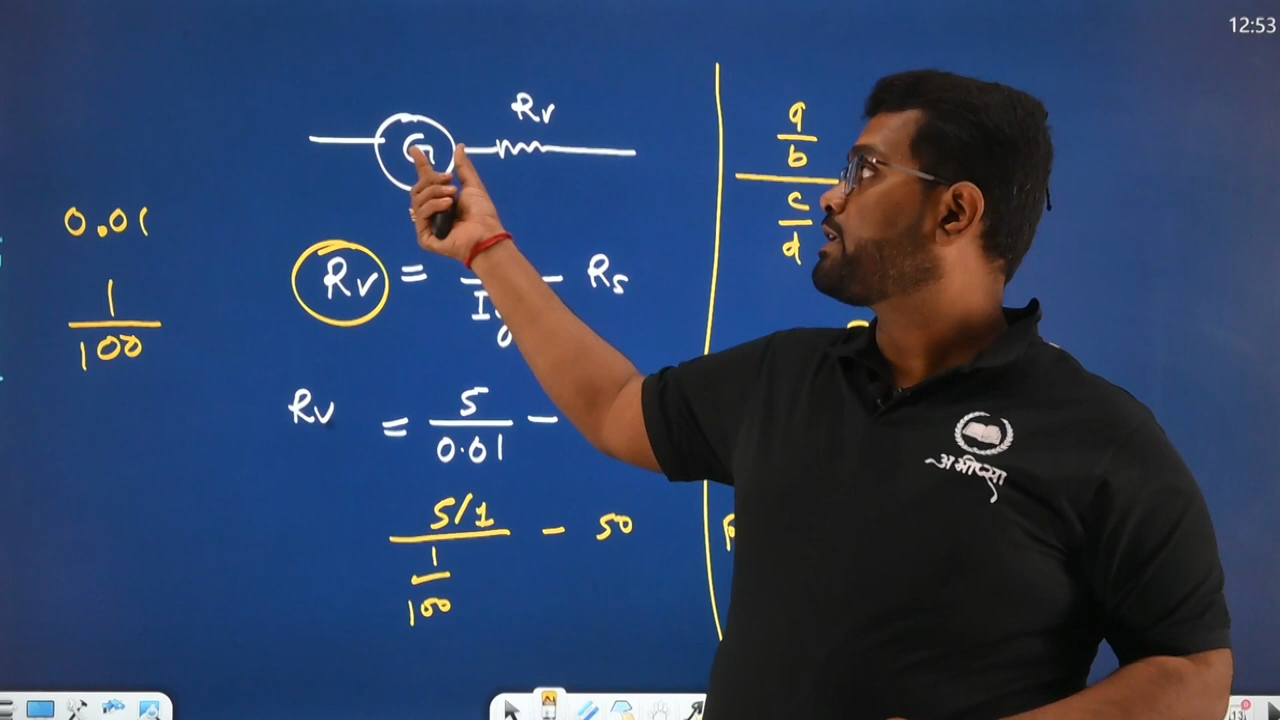 12:53
0.01
1
100
G
Rv
Rv = Ig - Rs
Rv = 5 -
0.01
5/1 - 50
1
100
a
b
c
d
अभीप्सा